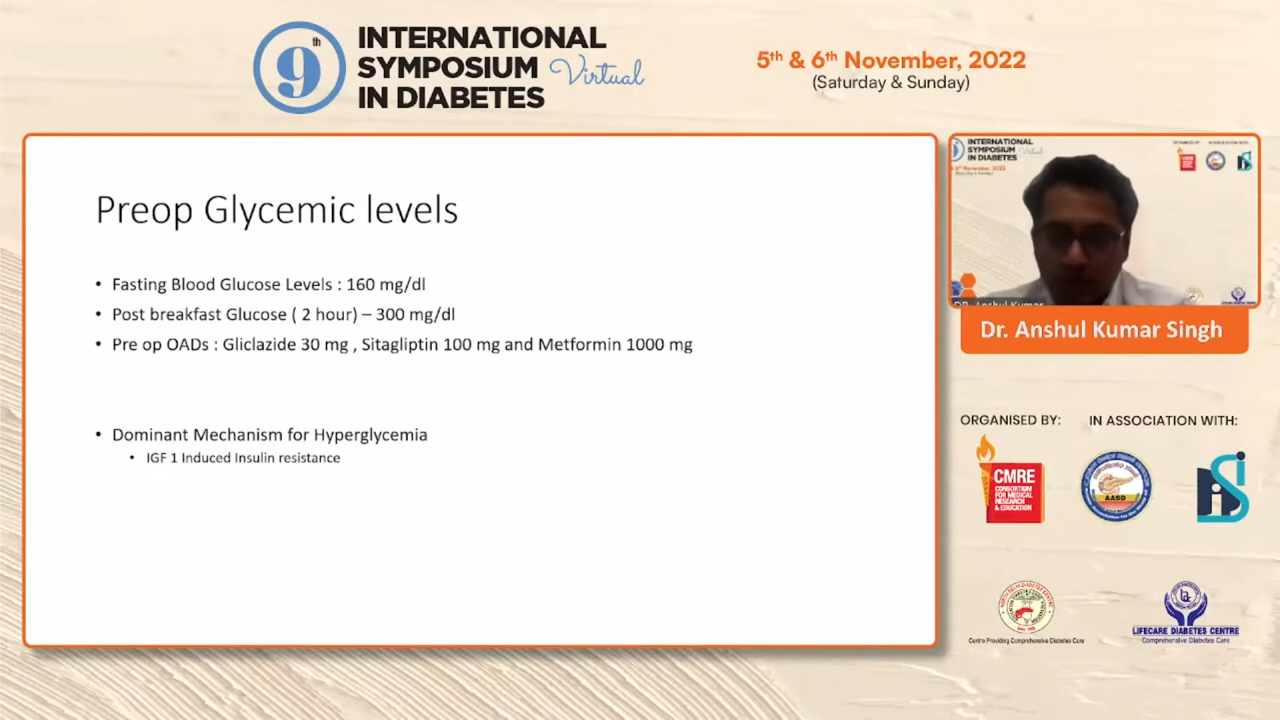 9th
INTERNATIONAL
SYMPOSIUM Virtual
IN DIABETES
5th & 6th November, 2022
(Saturday & Sunday)
Preop Glycemic levels
• Fasting Blood Glucose Levels : 160 mg/dl
• Post breakfast Glucose ( 2 hour) – 300 mg/dl
• Pre op OADs : Gliclazide 30 mg , Sitagliptin 100 mg and Metformin 1000 mg
• Dominant Mechanism for Hyperglycemia
• IGF 1 Induced Insulin resistance
INTERNATIONAL
SYMPOSIUM
IN DIABETES
DR. Anshul Kumar
Dr. Anshul Kumar Singh
ORGANISED BY:
IN ASSOCIATION WITH:
CMRE
CONSORTIUM
FOR MEDICAL
RESEARCH
& EDUCATION
AASD
Centre Providing Comprehensive Diabetes Care
LIFECARE DIABETES CENTRE
Comprehensive Diabetes Care